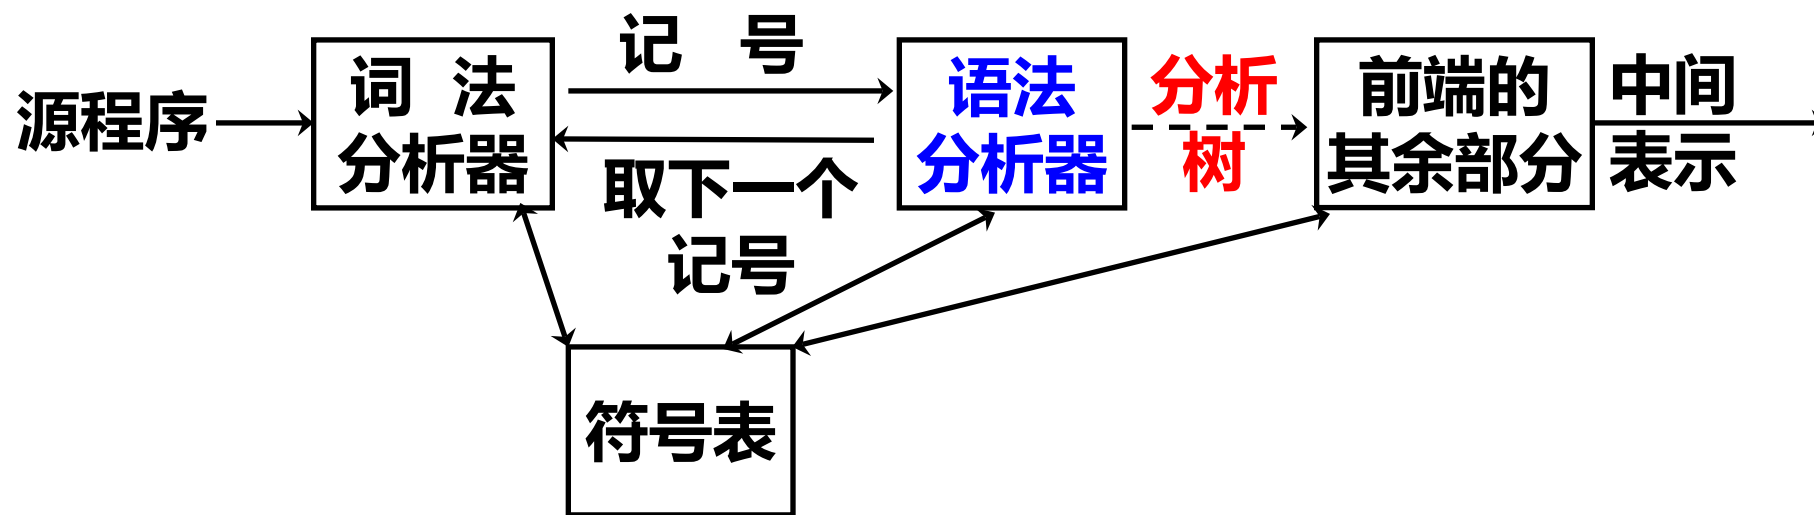 源程序
词 法
分析器
记 号
取下一个
记号
语法
分析器
分析
树
前端的
其余部分
中间
表示
符号表